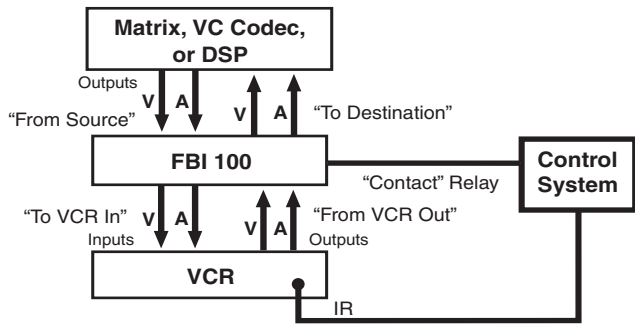 Matrix, VC Codec,
or DSP
Outputs
V A V A
“From Source”
“To Destination”
FBI 100
Control
System
“Contact” Relay
“To VCR In”
V A V A
“From VCR Out”
Inputs
Outputs
VCR
IR